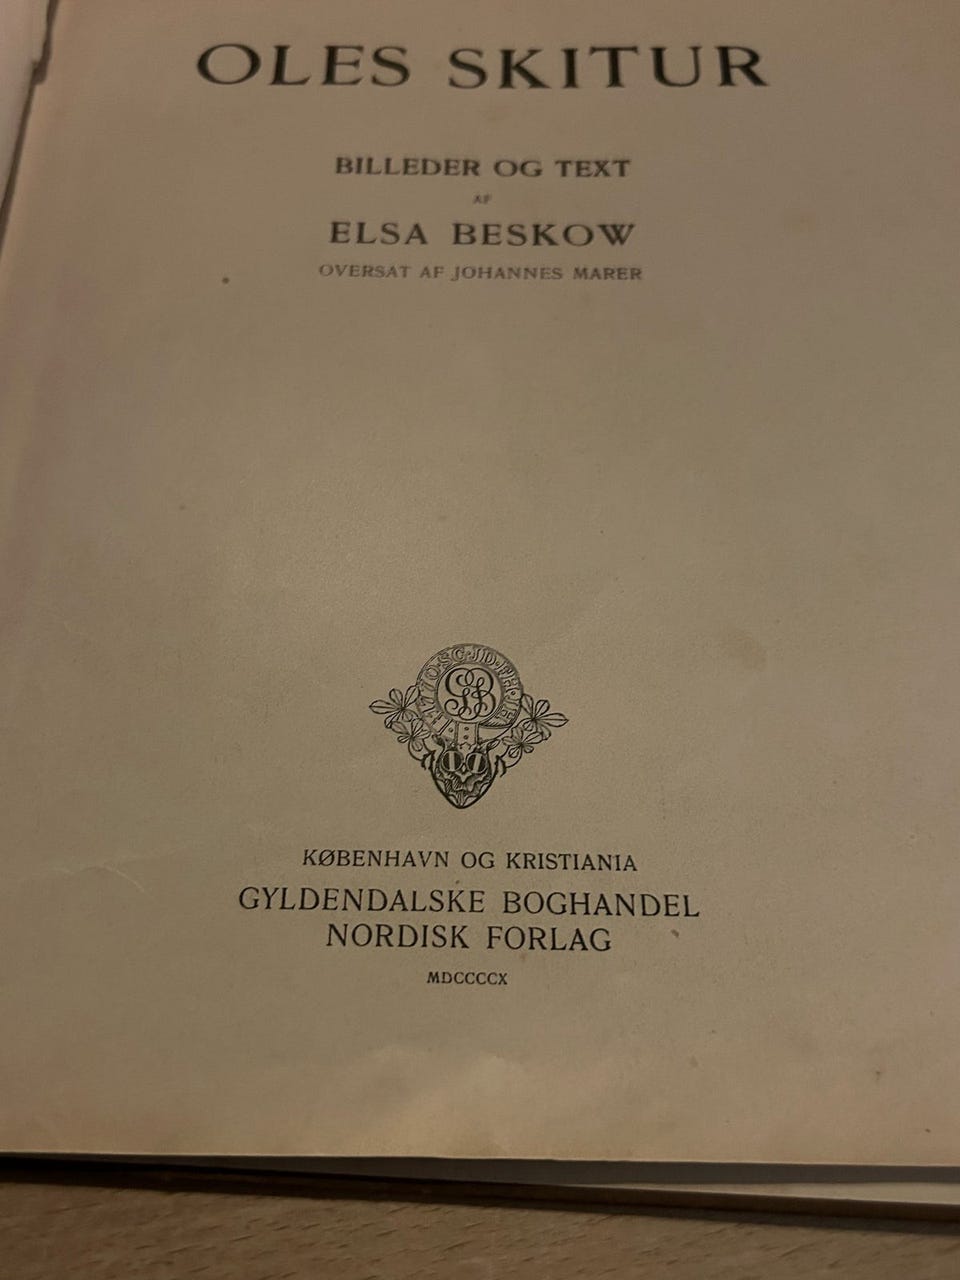 OLES SKITUR
BILLEDER OG TEXT
AF
ELSA BESKOW
OVERSAT AF JOHANNES MARER
GB
KØBENHAVN OG KRISTIANIA
GYLDENDALSKE BOGHANDEL
NORDISK FORLAG
MDCCCCX